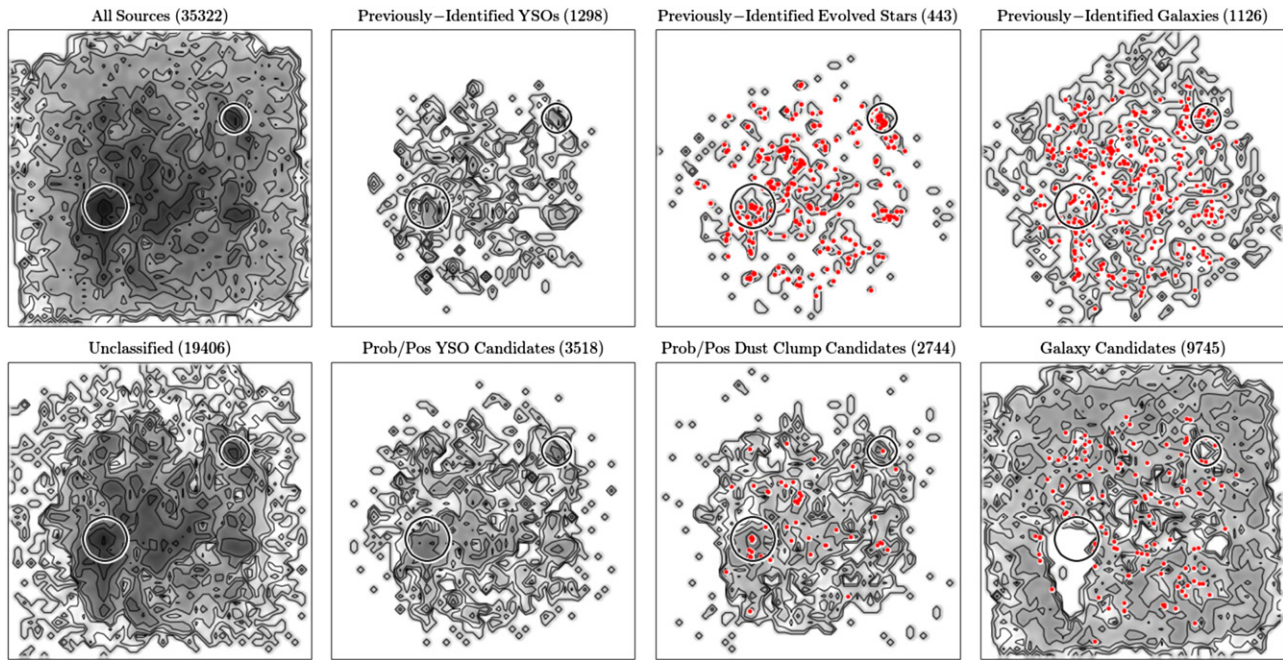 All Sources (35322)
Previously−Identified YSOs (1298)
Previously−Identified Evolved Stars (443)
Previously−Identified Galaxies (1126)
Unclassified (19406)
Prob/Pos YSO Candidates (3518)
Prob/Pos Dust Clump Candidates (2744)
Galaxy Candidates (9745)